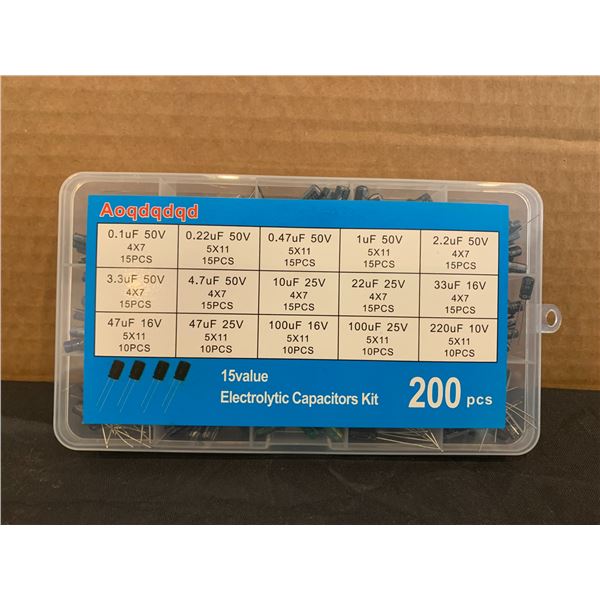 Aoqdqdqd
0.1uF 50V 0.22uF 50V 0.47uF 50V 1uF 50V 2.2uF 50V
4X7 5X11 5X11 5X11 4X7
15PCS 15PCS 15PCS 15PCS 15PCS
3.3uF 50V 4.7uF 50V 10uF 25V 22uF 25V 33uF 16V
4X7 4X7 4X7 4X7 4X7
15PCS 15PCS 15PCS 15PCS 15PCS
47uF 16V 47uF 25V 100uF 16V 100uF 25V 220uF 10V
5X11 5X11 5X11 5X11 5X11
10PCS 10PCS 10PCS 10PCS 10PCS
15value
Electrolytic Capacitors Kit 200 pcs